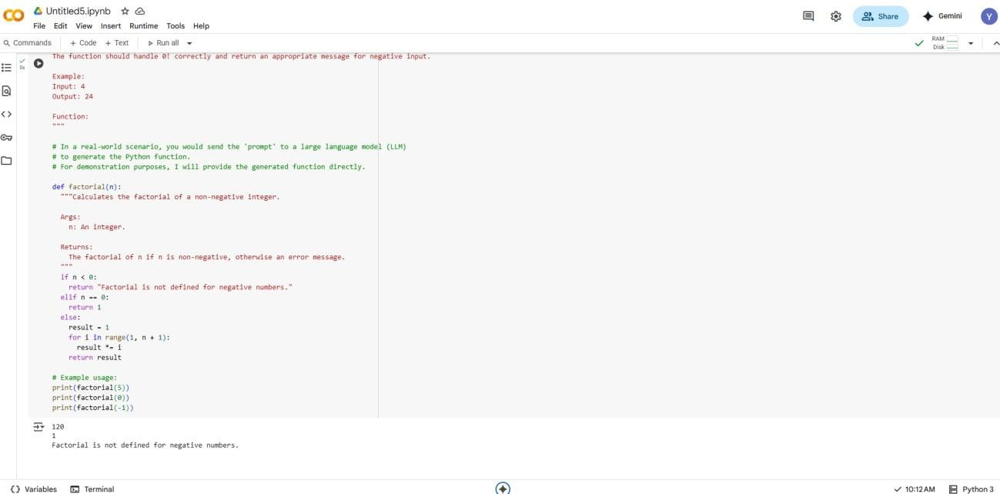 Untitled5.ipynb
File Edit View Insert Runtime Tools Help
Share
Gemini
Y
Commands + Code + Text Run all
RAM
Disk
0s
The function should handle 0! correctly and return an appropriate message for negative input.
Example:
Input: 4
Output: 24
Function:
"""
# In a real-world scenario, you would send the 'prompt' to a large language model (LLM)
# to generate the Python function.
# For demonstration purposes, I will provide the generated function directly.
def factorial(n):
"""Calculates the factorial of a non-negative integer.
Args:
n: An integer.
Returns:
The factorial of n if n is non-negative, otherwise an error message.
"""
if n < 0:
return "Factorial is not defined for negative numbers."
elif n == 0:
return 1
else:
result = 1
for i in range(1, n + 1):
result *= i
return result
# Example usage:
print(factorial(5))
print(factorial(0))
print(factorial(-1))
120
1
Factorial is not defined for negative numbers.
{} Variables Terminal
10:12 AM Python 3